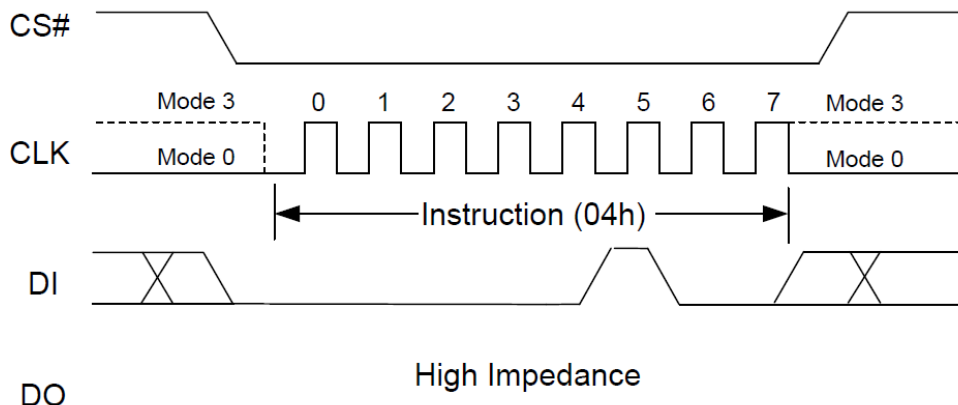 CS#
Mode 3 0 1 2 3 4 5 6 7 Mode 3
CLK Mode 0 Mode 0
Instruction (04h)
DI
High Impedance
DO